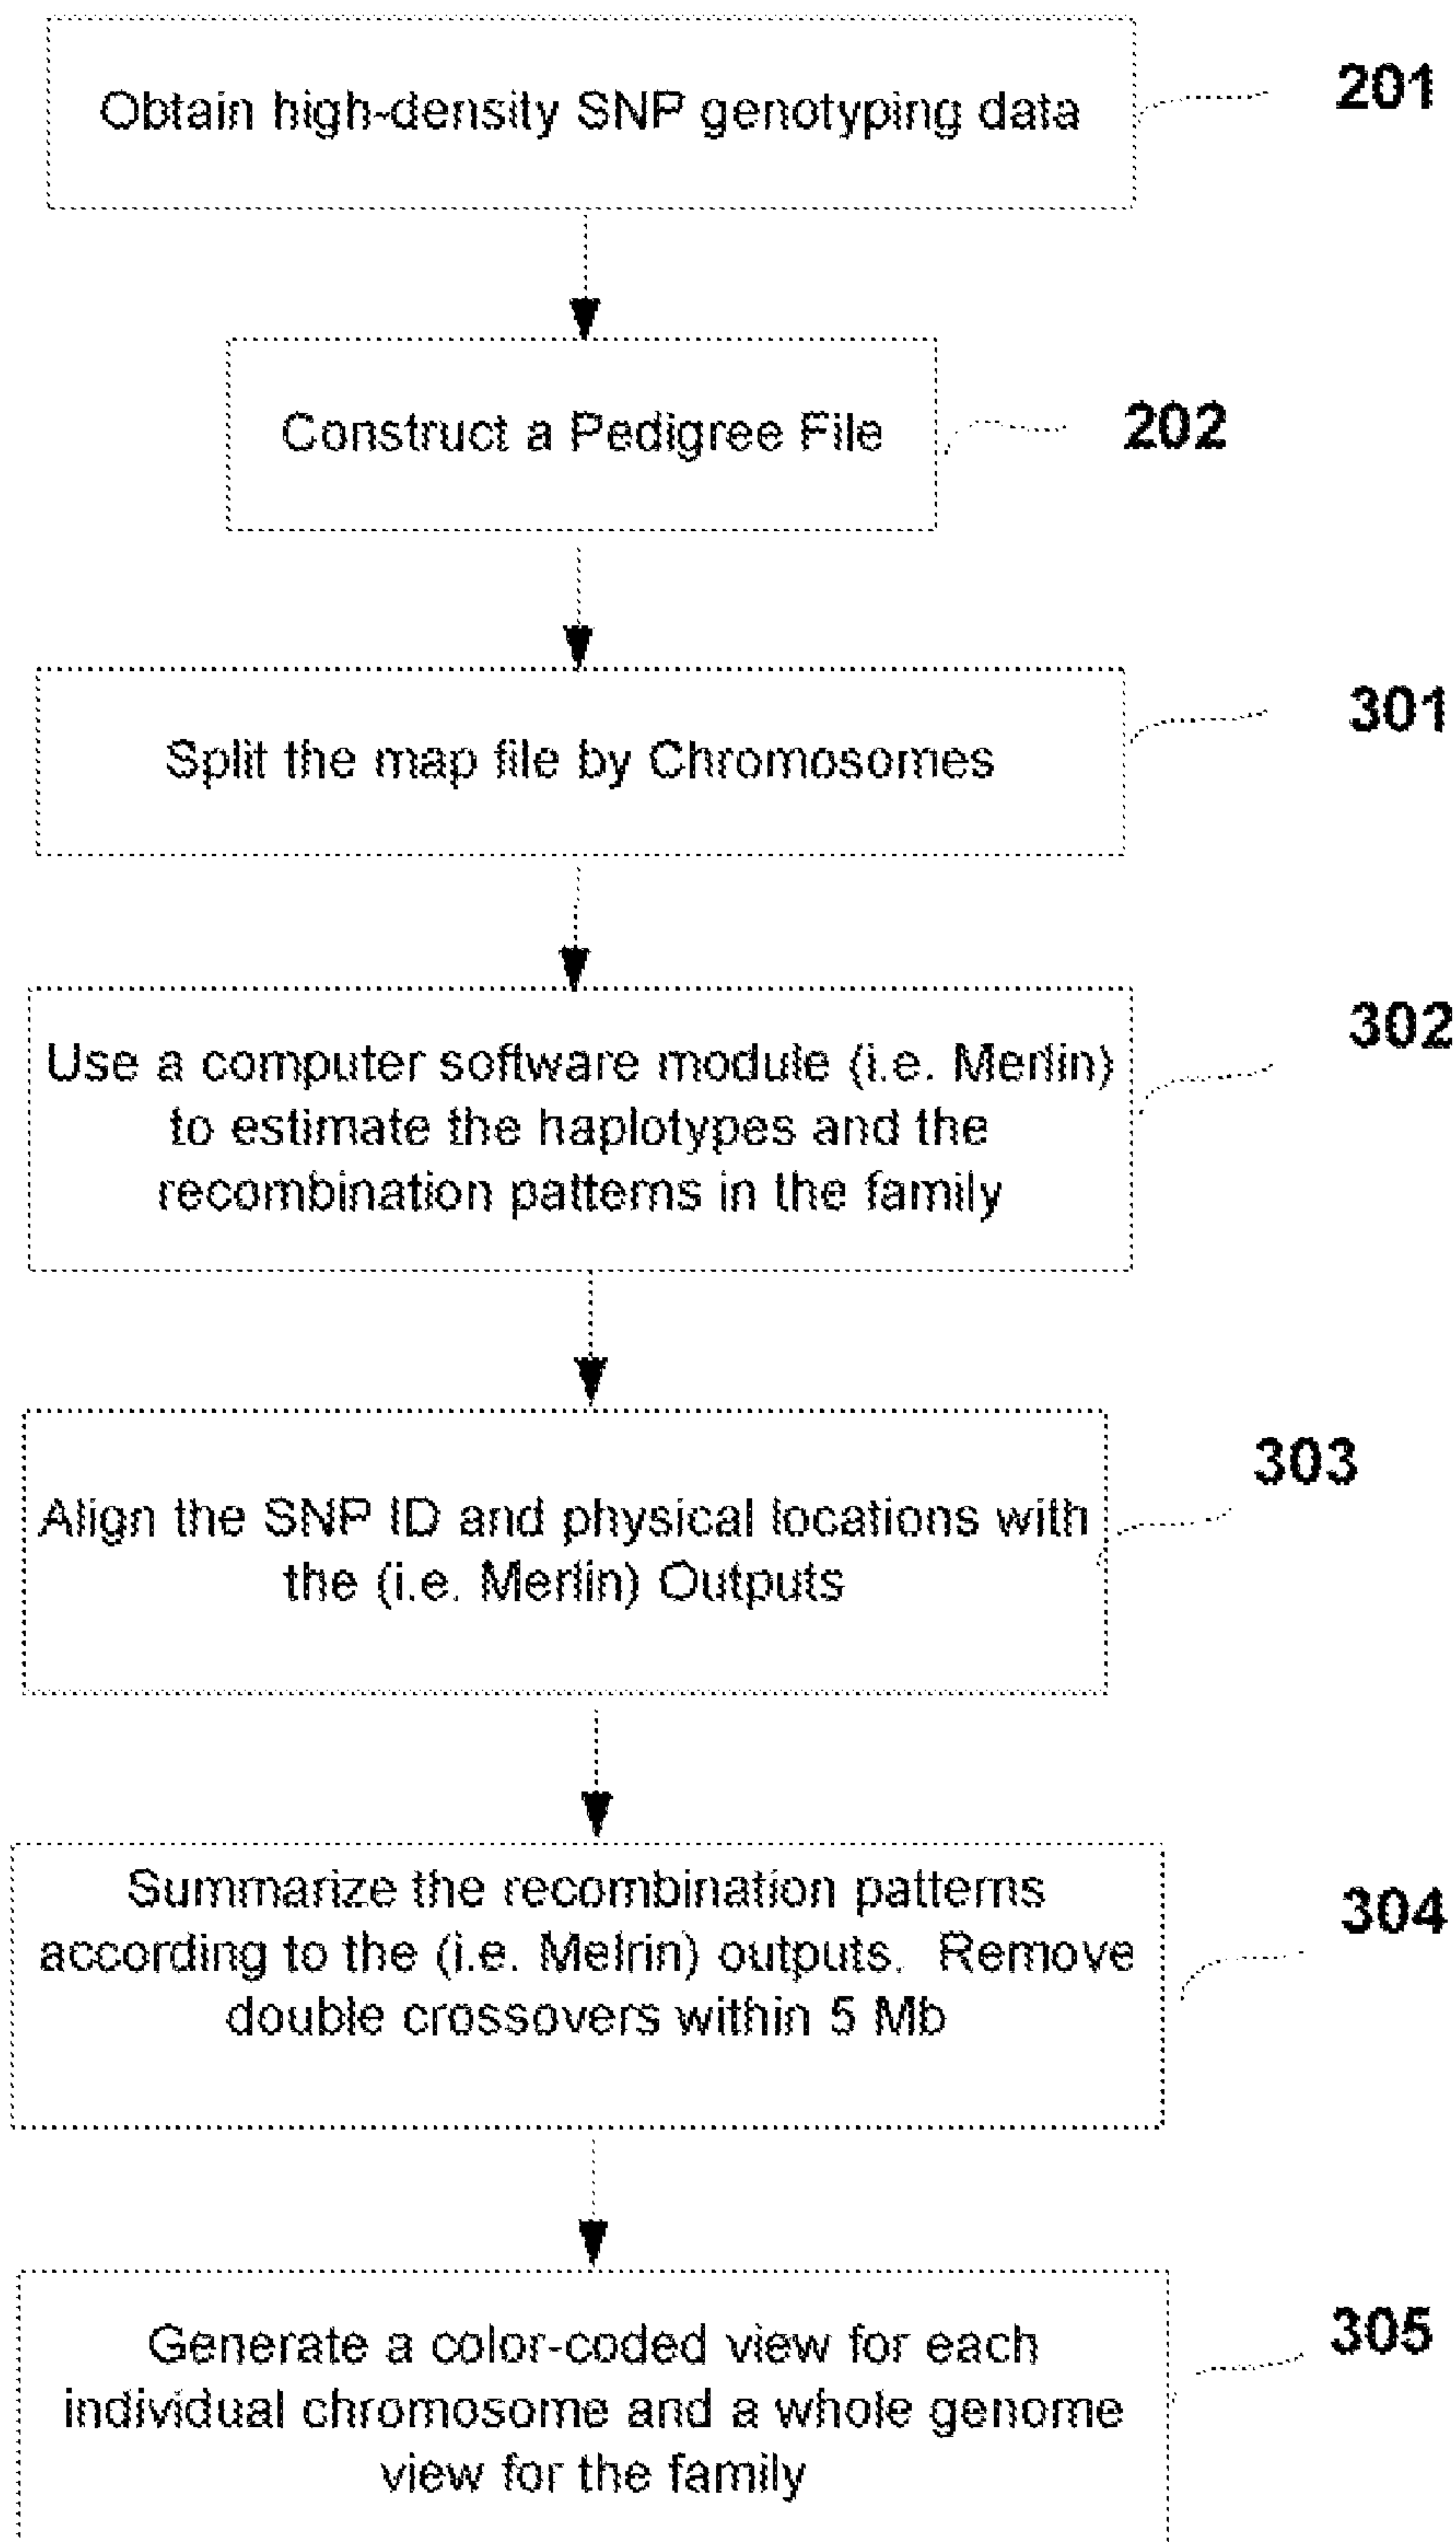 Obtain high-density SNP genotyping data
201
Construct a Pedigree File
202
Split the map file by Chromosomes
301
Use a computer software module (i.e. Merlin)
to estimate the haplotypes and the
recombination patterns in the family
302
Align the SNP ID and physical locations with
the (i.e. Merlin) Outputs
303
Summarize the recombination patterns
according to the (i.e. Melrin) outputs.  Remove
double crossovers within 5 Mb
304
Generate a color-coded view for each
individual chromosome and a whole genome
view for the family
305